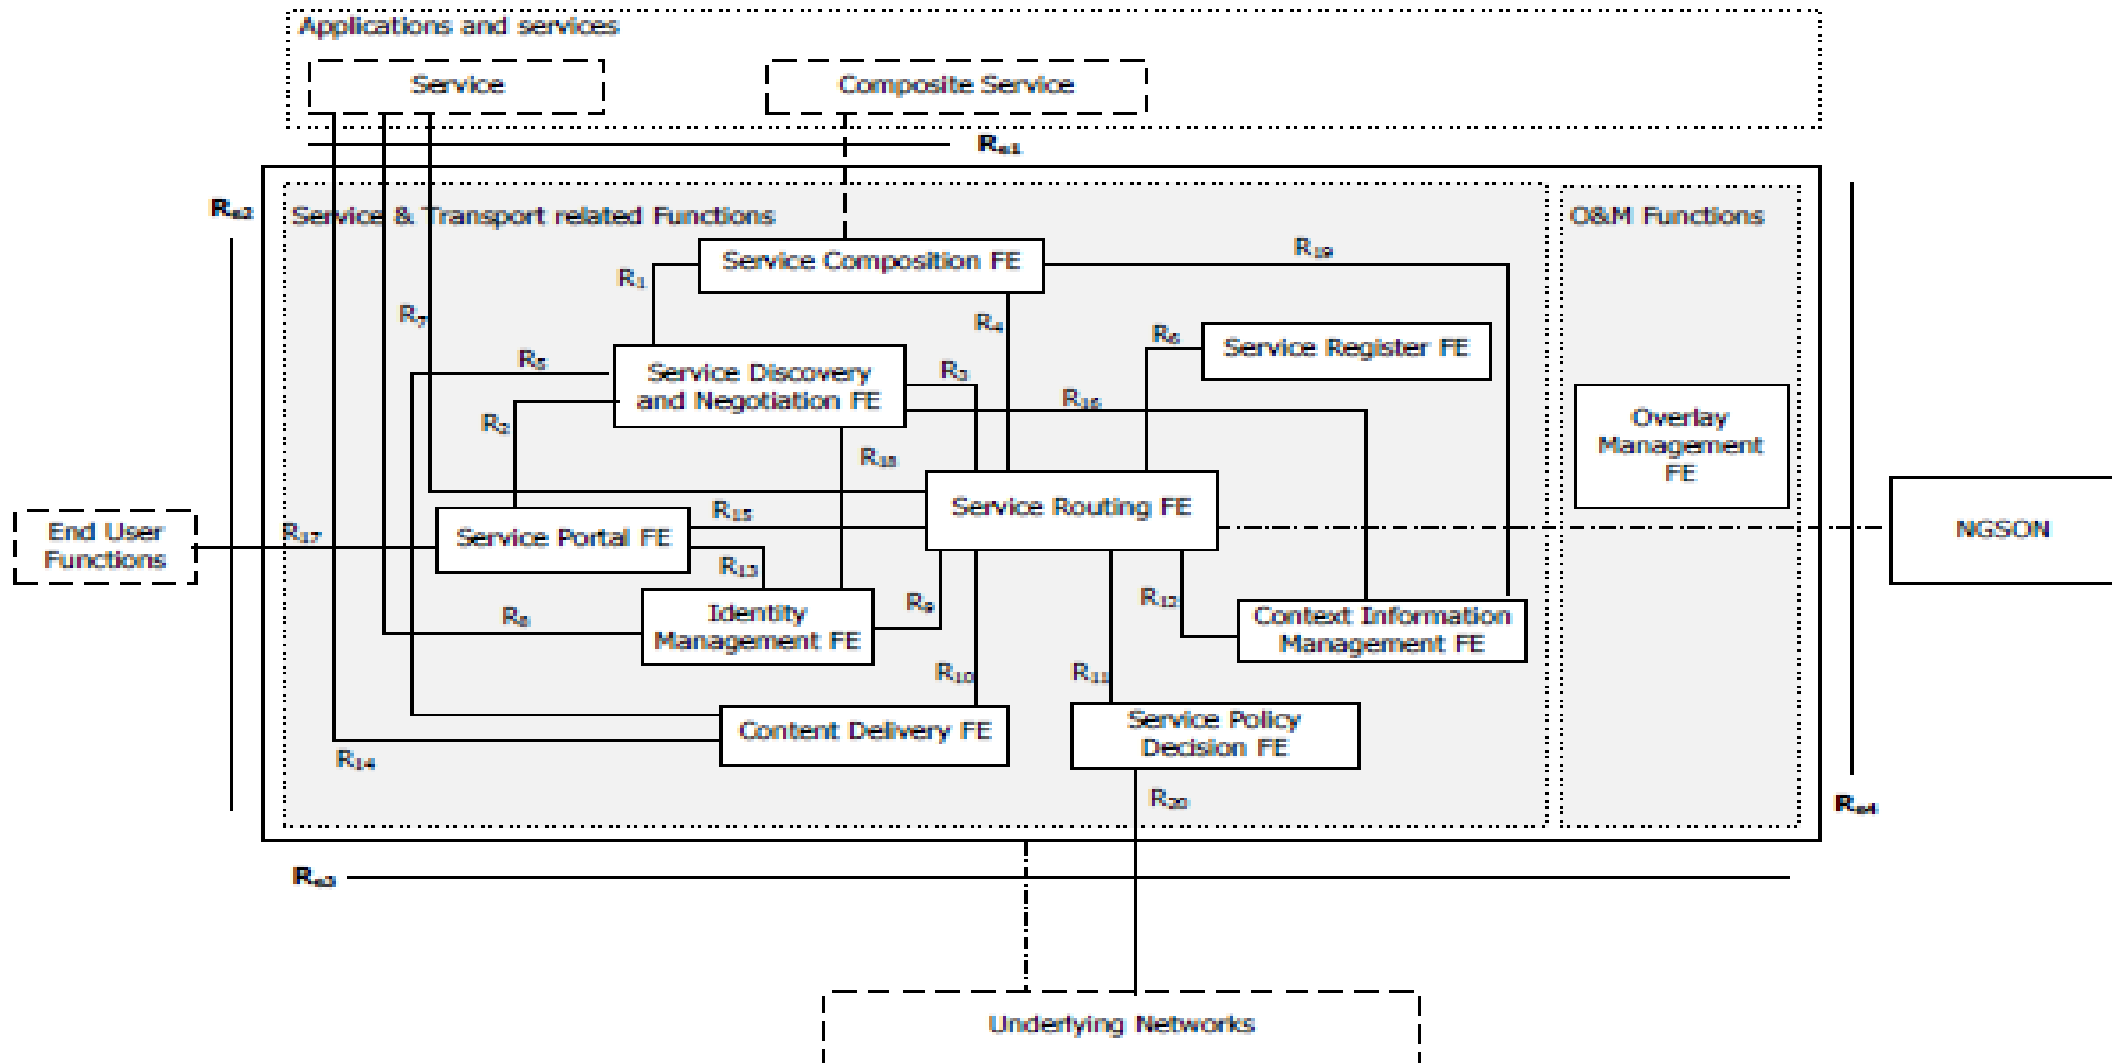 Applications and services
Service
Composite Service
Re1
Re2
Service & Transport related Functions
O&M Functions
Service Composition FE
R19
R1
R7
R4
R6
Service Register FE
R5
Service Discovery
and Negotiation FE
R3
R16
R2
R18
Overlay
Management
FE
Service Routing FE
NGSON
End User
Functions
R17
Service Portal FE
R15
R13
R8
Identity
Management FE
R9
R12
Context Information
Management FE
R10
R11
Content Delivery FE
Service Policy
Decision FE
R14
R20
Re4
Re3
Underlying Networks